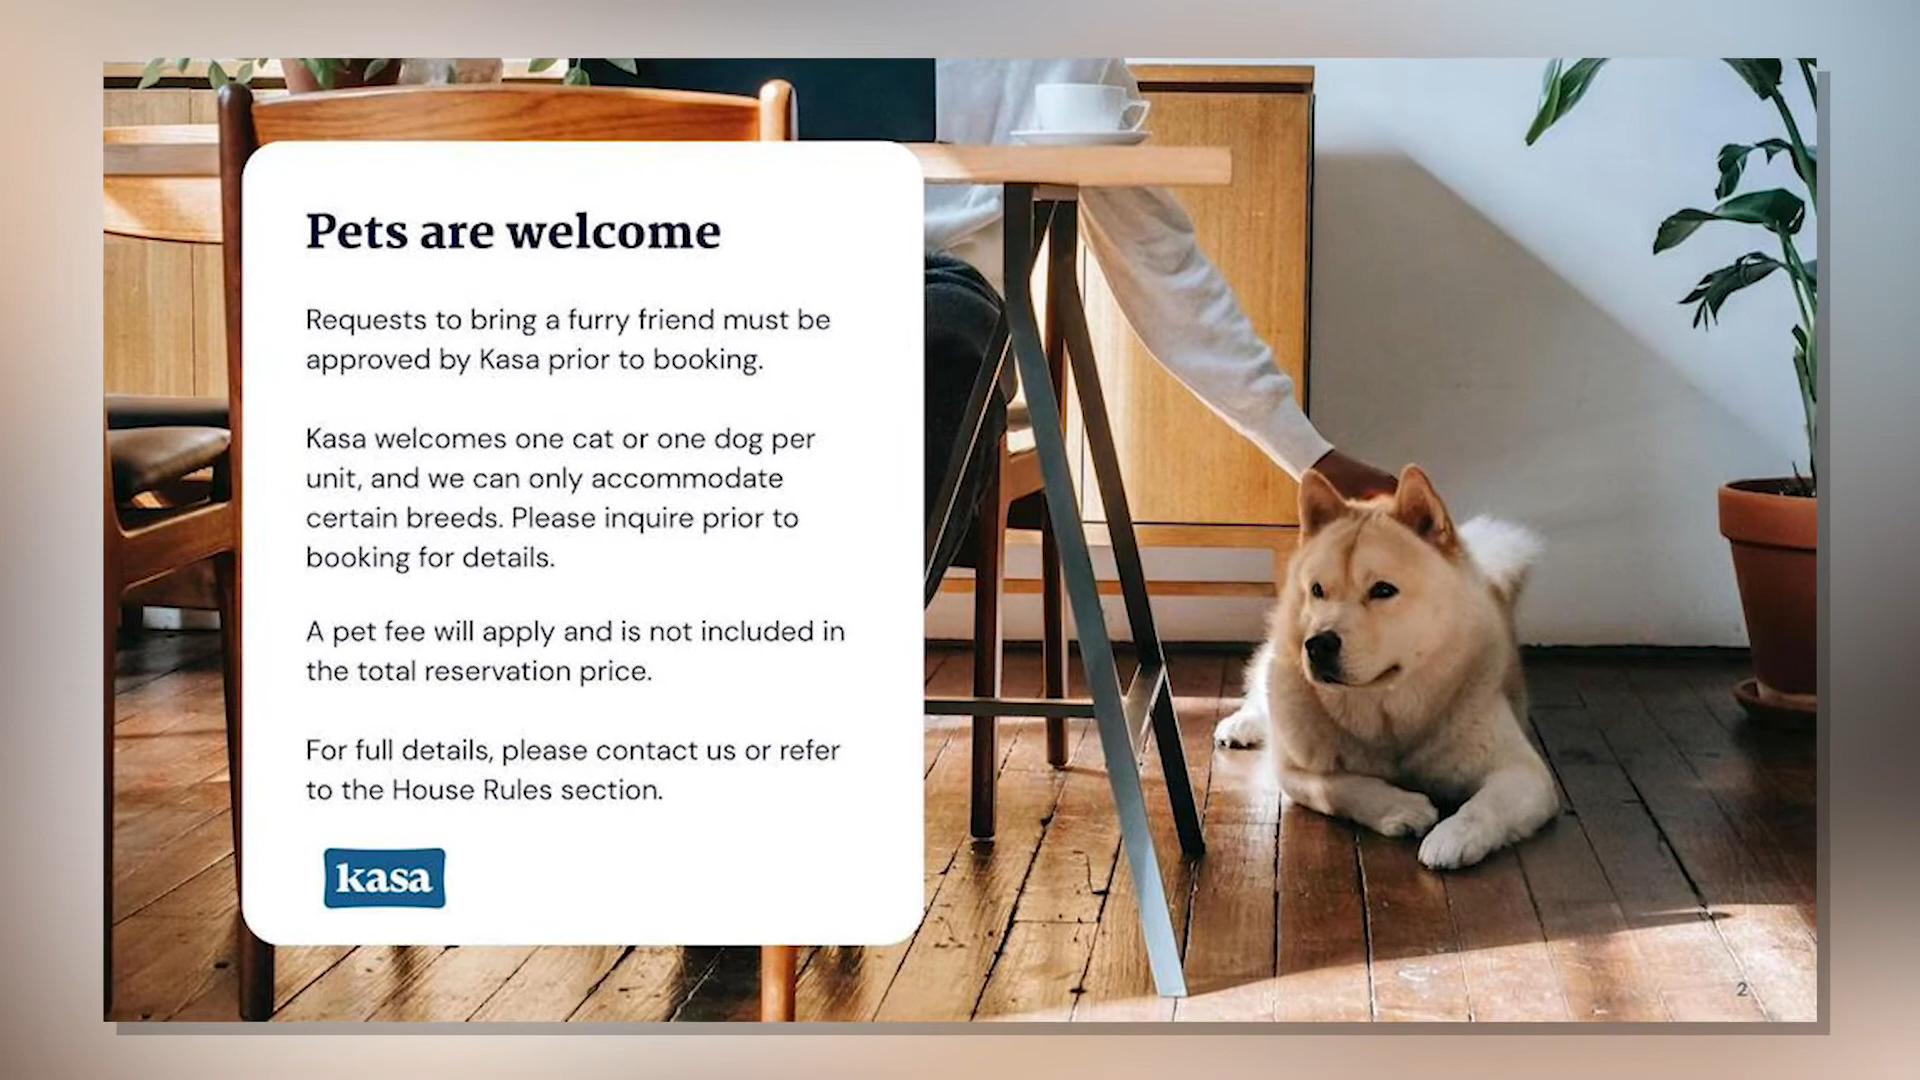 Pets are welcome
Requests to bring a furry friend must be
approved by Kasa prior to booking.
Kasa welcomes one cat or one dog per
unit, and we can only accommodate
certain breeds. Please inquire prior to
booking for details.
A pet fee will apply and is not included in
the total reservation price.
For full details, please contact us or refer
to the House Rules section.
kasa
2